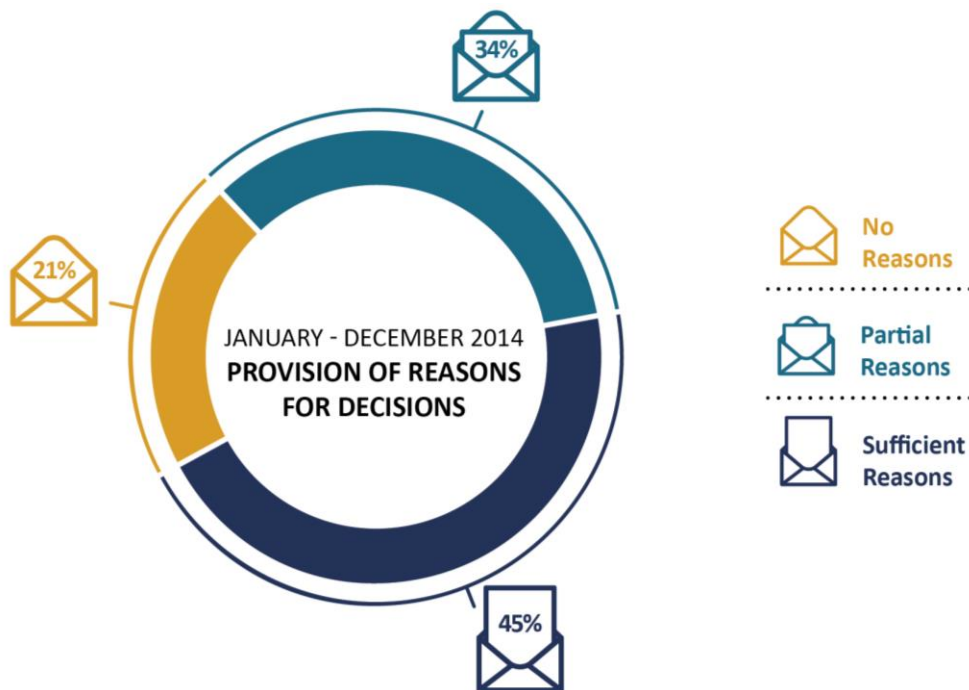 34%
21%
JANUARY - DECEMBER 2014
PROVISION OF REASONS
FOR DECISIONS
45%
No
Reasons
Partial
Reasons
Sufficient
Reasons